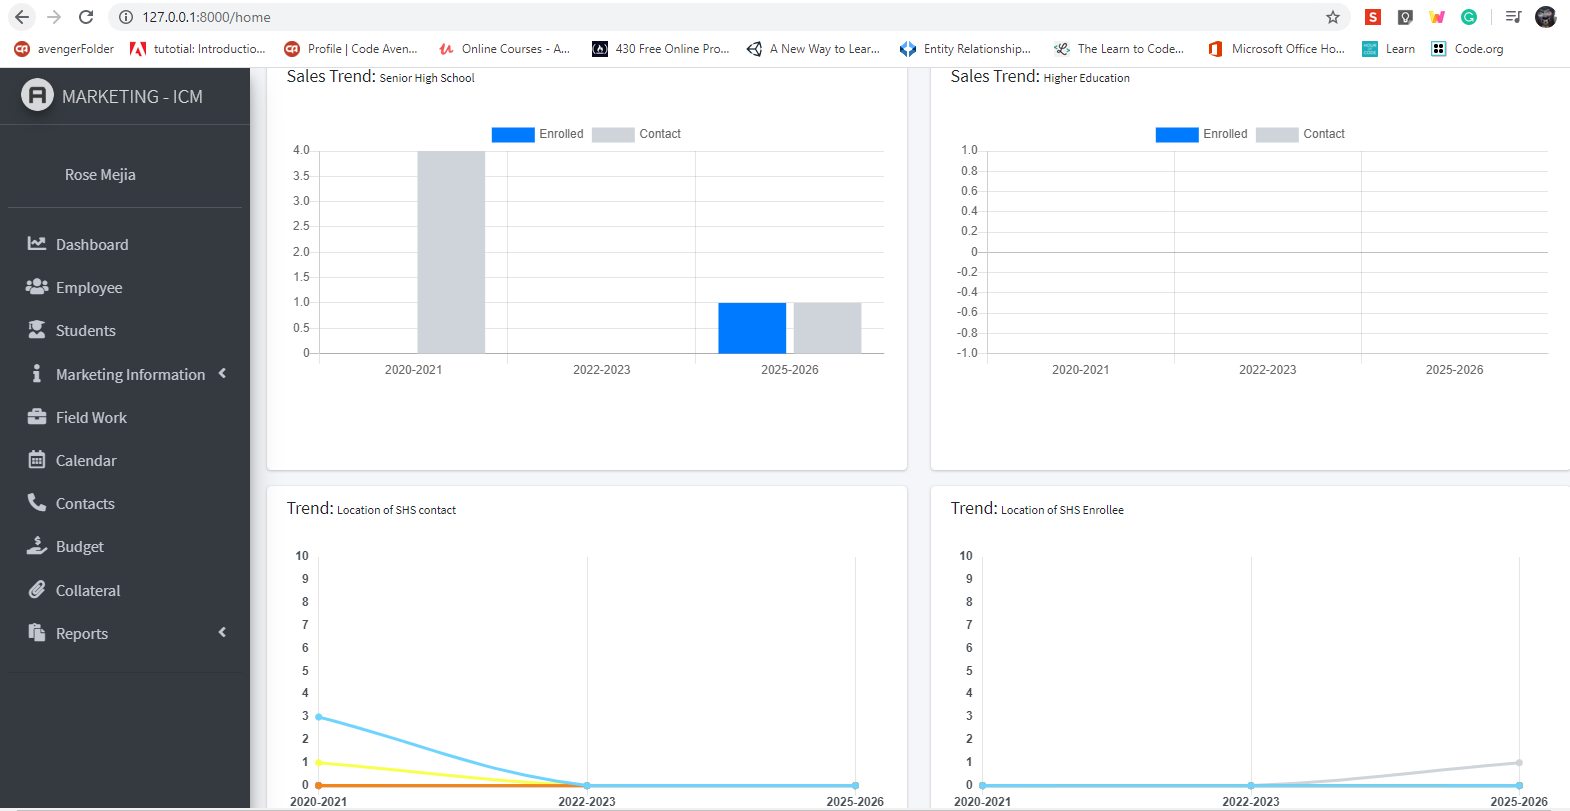 127.0.0.1:8000/home
avengerFolder
tutotial: Introductio...
Profile | Code Aven...
Online Courses - A...
430 Free Online Pro...
A New Way to Lear...
Entity Relationship...
The Learn to Code...
Microsoft Office Ho...
Learn
Code.org
MARKETING - ICM
Rose Mejia
Dashboard
Employee
Students
Marketing Information
Field Work
Calendar
Contacts
Budget
Collateral
Reports
Sales Trend: Senior High School
Enrolled Contact
4.0
3.5
3.0
2.5
2.0
1.5
1.0
0.5
0
2020-2021 2022-2023 2025-2026
Sales Trend: Higher Education
Enrolled Contact
1.0
0.8
0.6
0.4
0.2
0
-0.2
-0.4
-0.6
-0.8
-1.0
2020-2021 2022-2023 2025-2026
Trend: Location of SHS contact
10
9
8
7
6
5
4
3
2
1
0
2020-2021 2022-2023 2025-2026
Trend: Location of SHS Enrollee
10
9
8
7
6
5
4
3
2
1
0
2020-2021 2022-2023 2025-2026